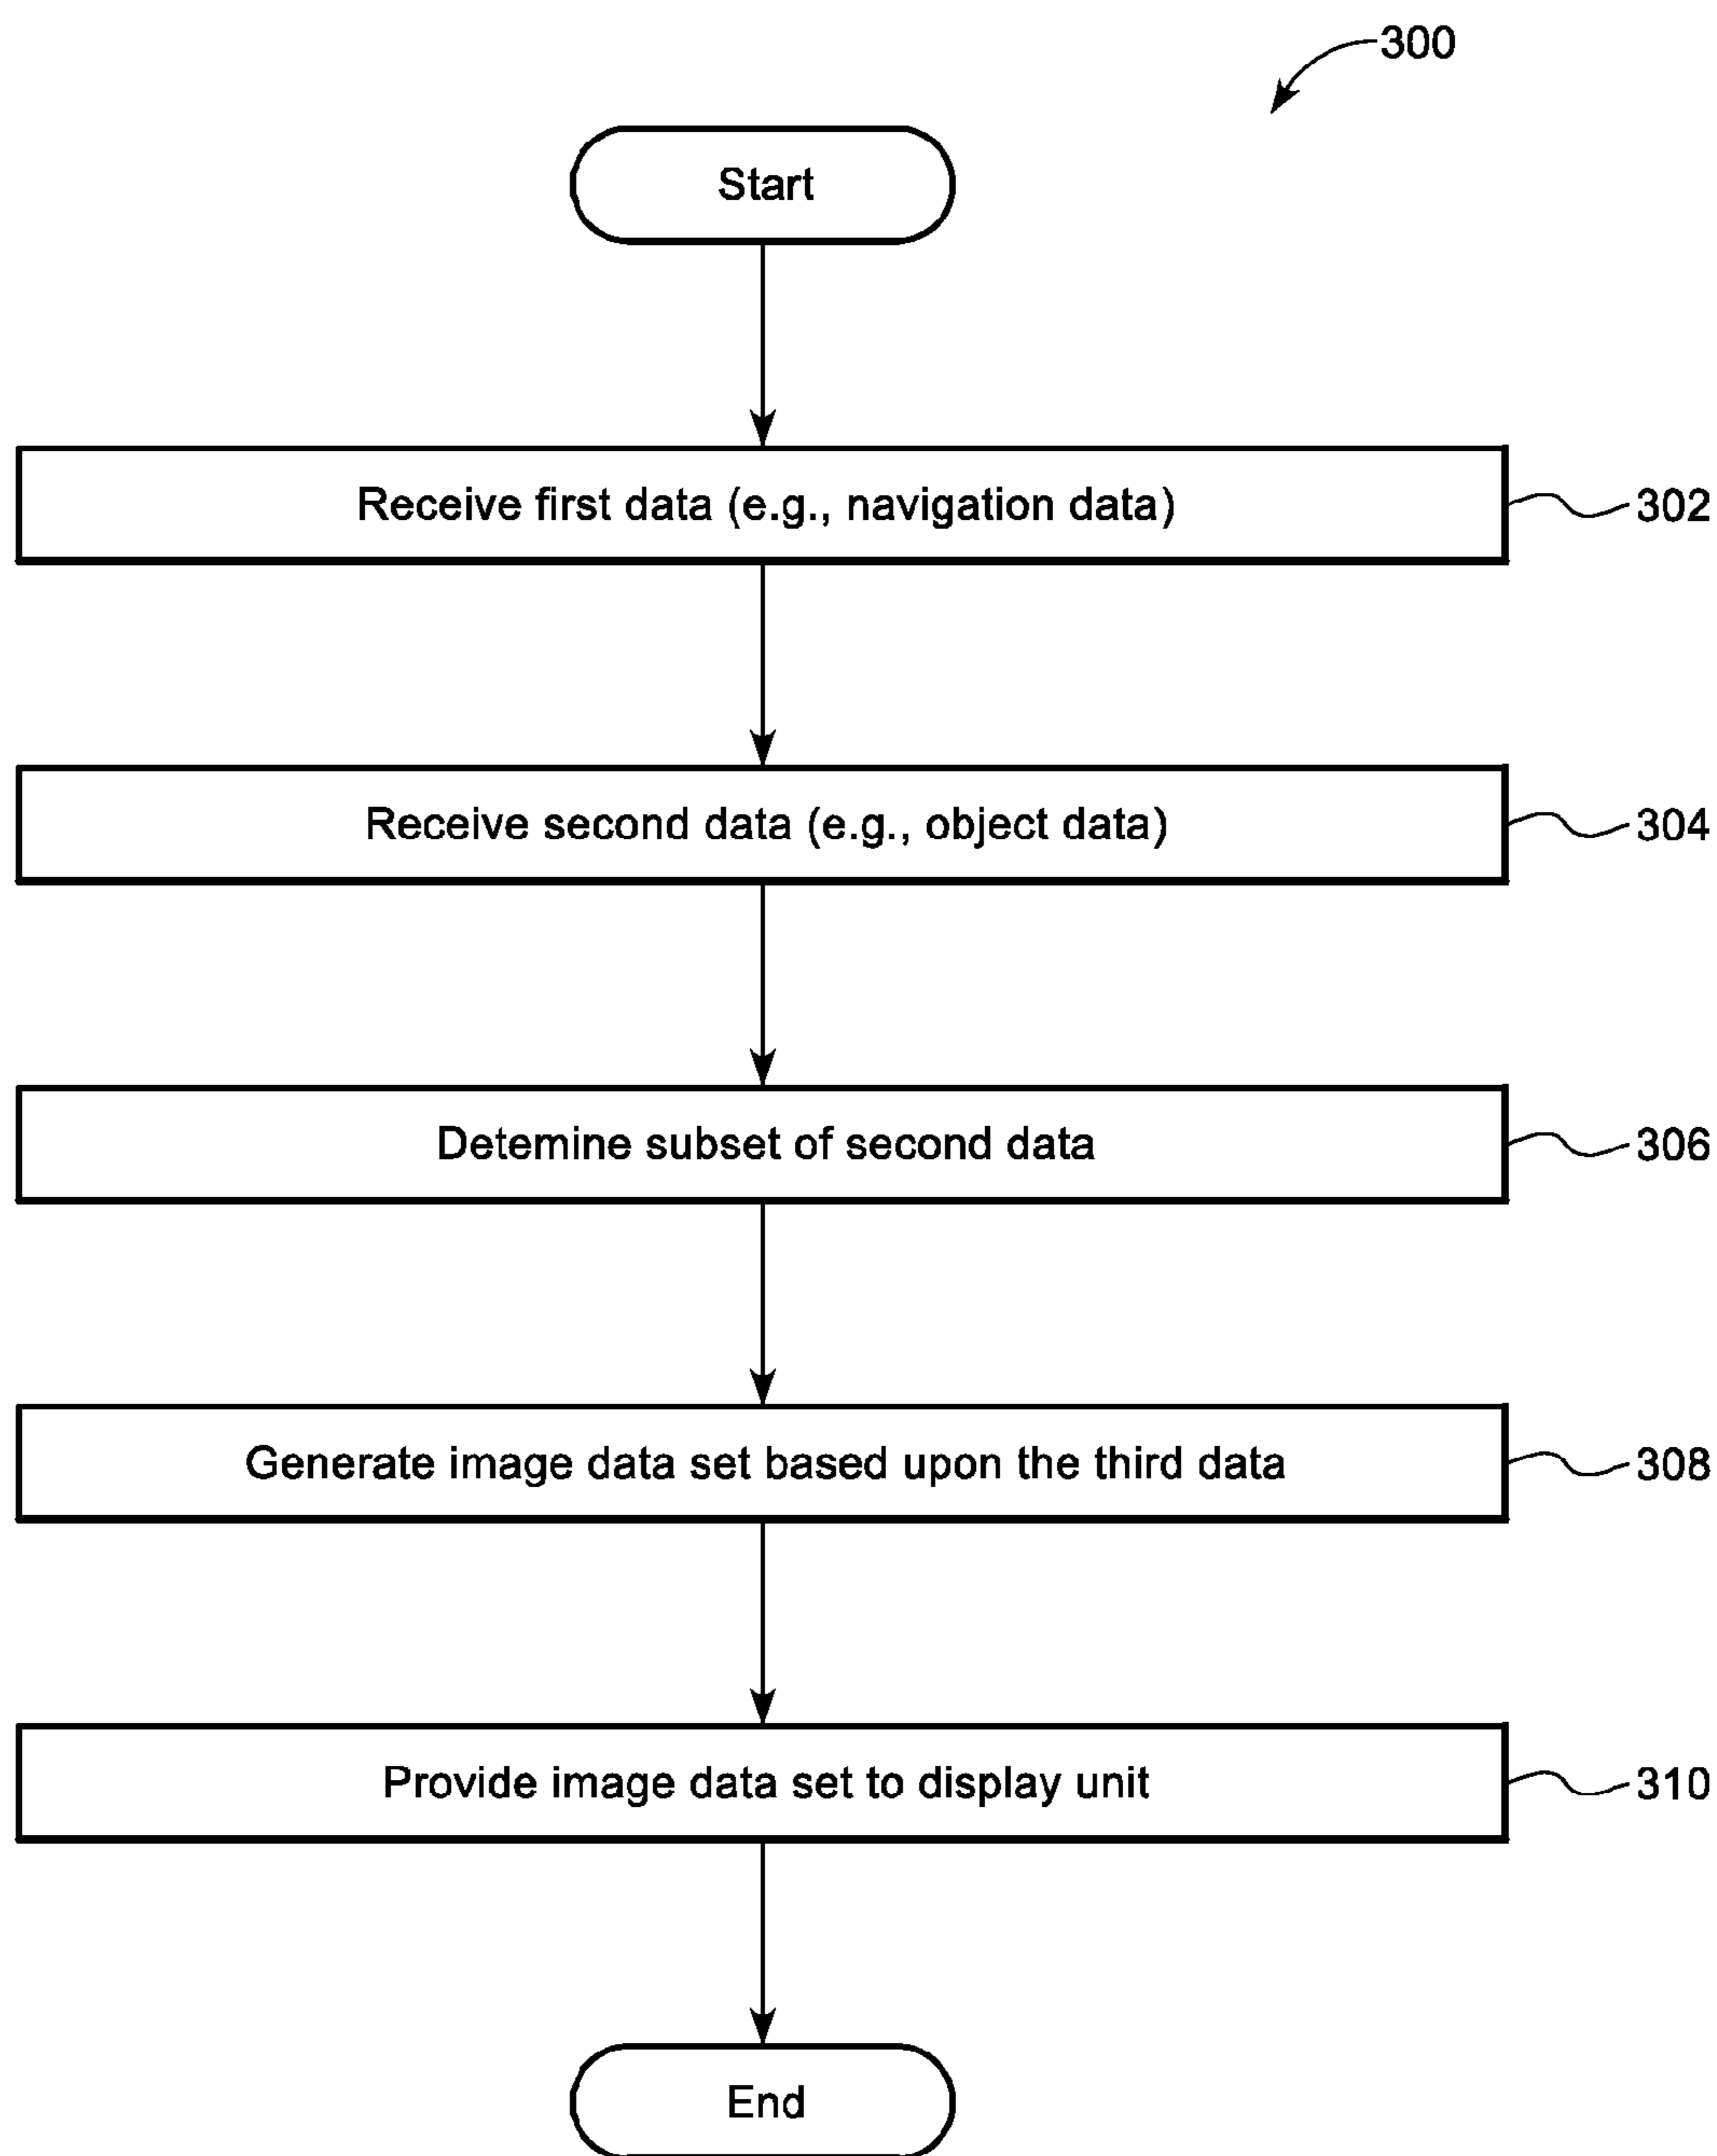 300
Start
Receive first data (e.g., navigation data)
302
Receive second data (e.g., object data)
304
Detemine subset of second data
306
Generate image data set based upon the third data
308
Provide image data set to display unit
310
End